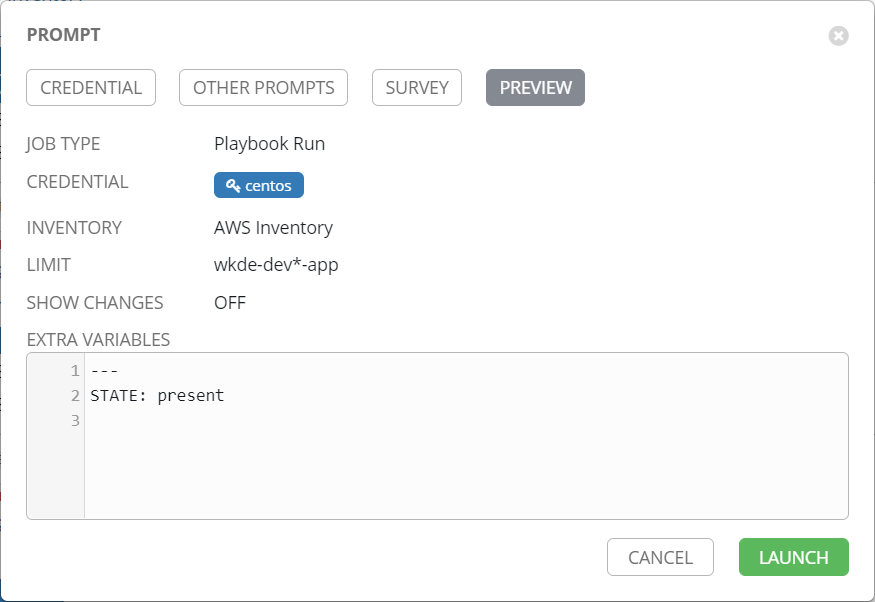 PROMPT
CREDENTIAL OTHER PROMPTS SURVEY PREVIEW
JOB TYPE Playbook Run
CREDENTIAL centos
INVENTORY AWS Inventory
LIMIT wkde-dev*-app
SHOW CHANGES OFF
EXTRA VARIABLES
1 ---
2 STATE: present
3
CANCEL LAUNCH